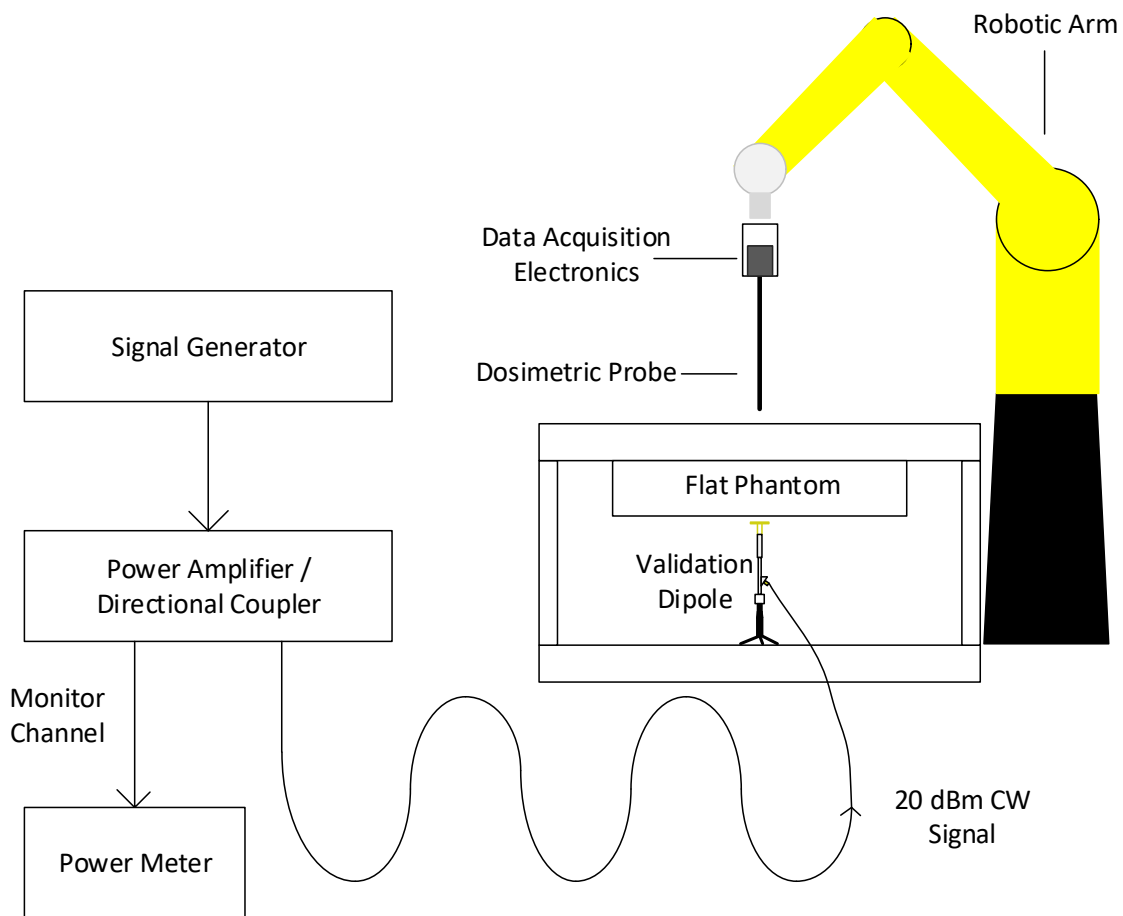 Robotic Arm
Data Acquisition
Electronics
Signal Generator
Dosimetric Probe
Flat Phantom
Power Amplifier /
Directional Coupler
Validation
Dipole
Monitor
Channel
20 dBm CW
Signal
Power Meter